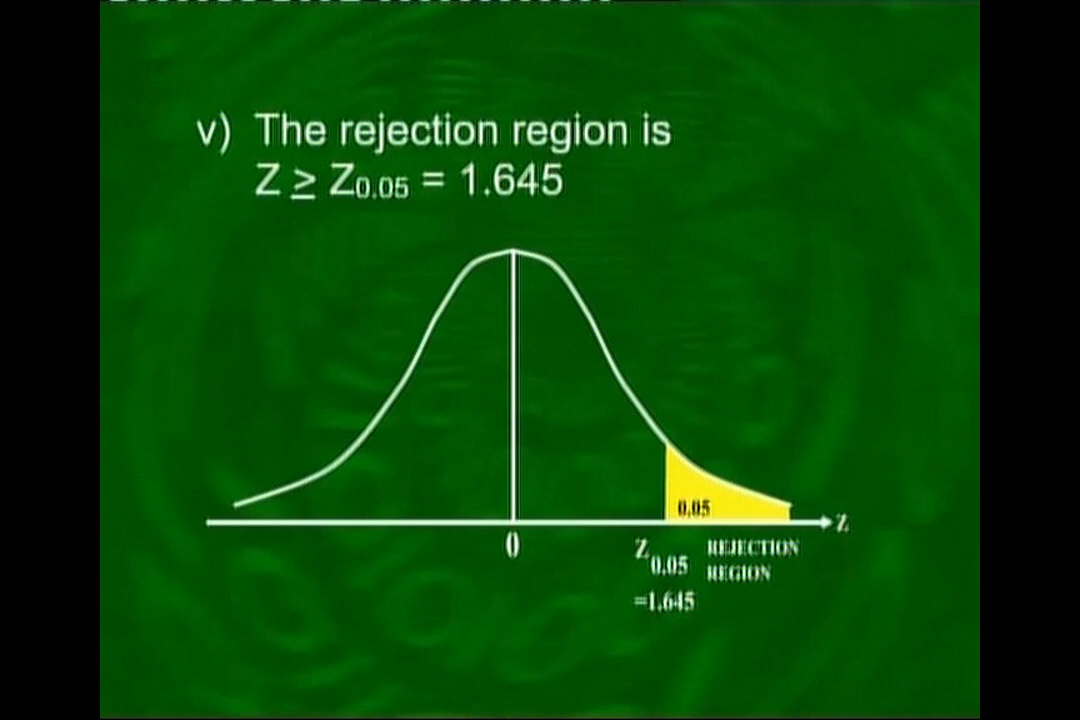 v) The rejection region is
Z ≥ Z0.05 = 1.645
0.05
Z
0
Z0.05
=1.645
REJECTION
REGION